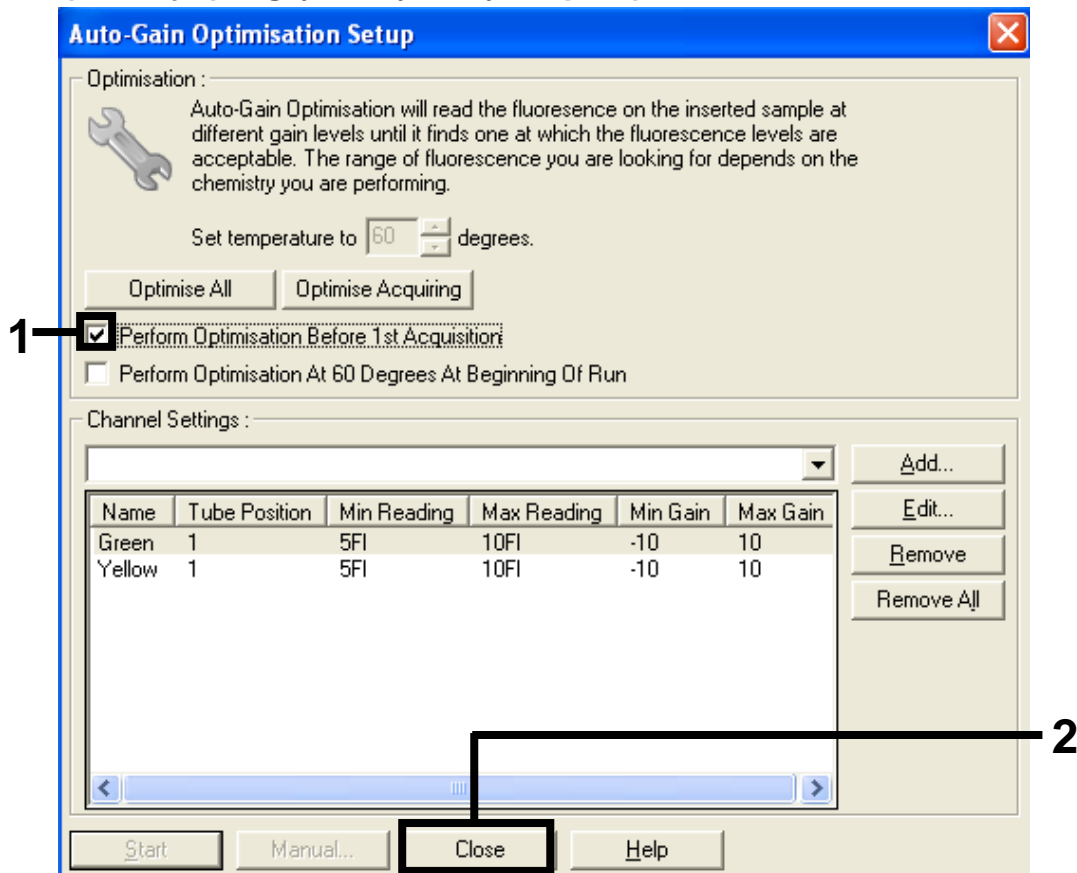 Auto-Gain Optimisation Setup
Optimisation :
Auto-Gain Optimisation will read the fluoresence on the inserted sample at
different gain levels until it finds one at which the fluorescence levels are
acceptable. The range of fluorescence you are looking for depends on the
chemistry you are performing.
Set temperature to 60 degrees.
Optimise All Optimise Acquiring
1
Perform Optimisation Before 1st Acquisition
Perform Optimisation At 60 Degrees At Beginning Of Run
Channel Settings :
Add...
Name Tube Position Min Reading Max Reading Min Gain Max Gain
Edit...
Green 1 5Fl 10Fl -10 10
Remove
Yellow 1 5Fl 10Fl -10 10
Remove All
2
Start Manual... Close Help